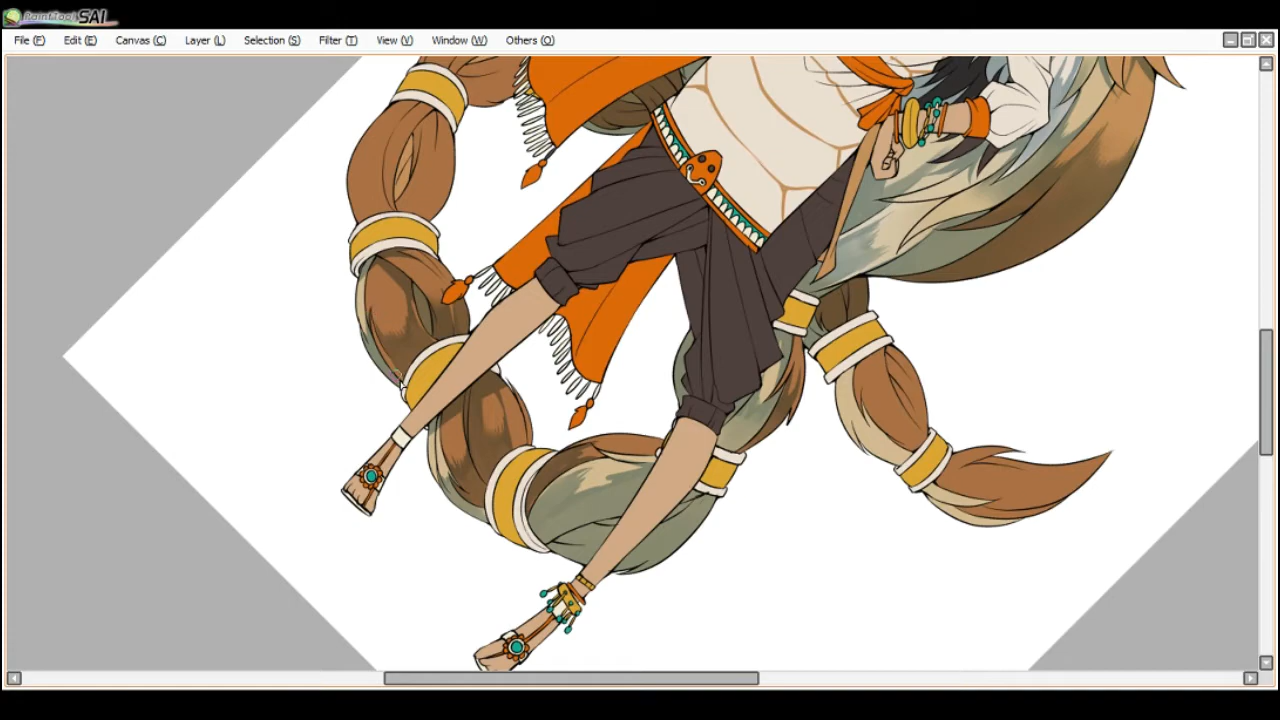 PaintTool SAI
File (F) Edit (E) Canvas (C) Layer (L) Selection (S) Filter (T) View (V) Window (W) Others (O)